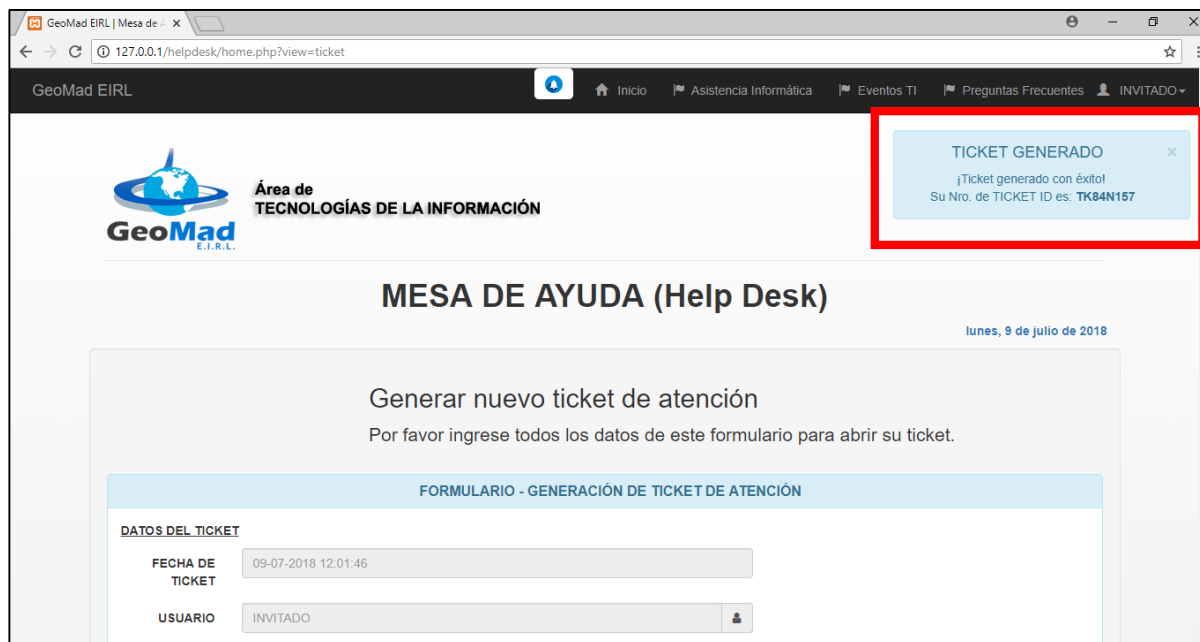 GeoMad EIRL | Mesa de
127.0.0.1/helpdesk/home.php?view=ticket
GeoMad EIRL
Inicio
Asistencia Informática
Eventos TI
Preguntas Frecuentes
INVITADO
TICKET GENERADO
¡Ticket generado con éxito!
Su Nro. de TICKET ID es: TK84N157
GeoMad
E.I.R.L.
Área de
TECNOLOGÍAS DE LA INFORMACIÓN
MESA DE AYUDA (Help Desk)
lunes, 9 de julio de 2018
Generar nuevo ticket de atención
Por favor ingrese todos los datos de este formulario para abrir su ticket.
FORMULARIO - GENERACIÓN DE TICKET DE ATENCIÓN
DATOS DEL TICKET
FECHA DE
TICKET
09-07-2018 12:01:46
USUARIO
INVITADO